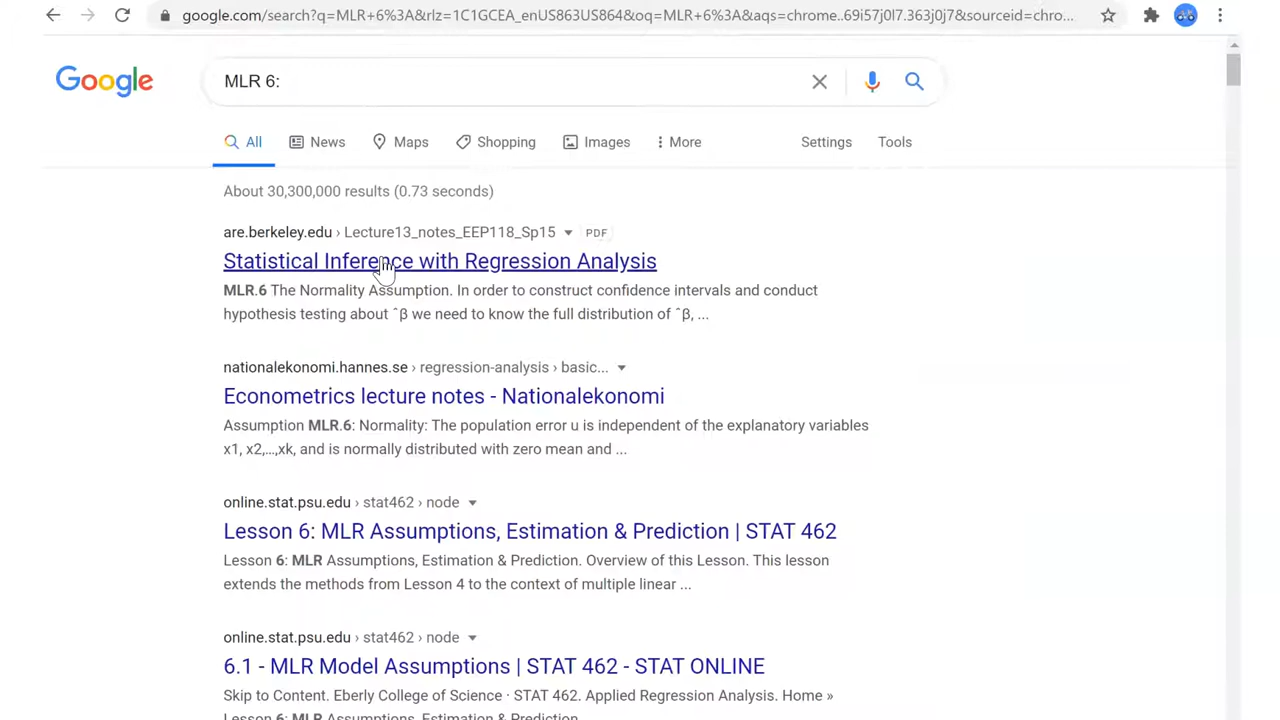 google.com/search?q=MLR+6%3A&rlz=1C1GCEA_enUS863US864&oq=MLR+6%3A&aqs=chrome..69i57j0l7.363j0j7&sourceid=chro...
Google
MLR 6:
All News Maps Shopping Images More Settings Tools
About 30,300,000 results (0.73 seconds)
are.berkeley.edu › Lecture13_notes_EEP118_Sp15 PDF
Statistical Inference with Regression Analysis
MLR.6 The Normality Assumption. In order to construct confidence intervals and conduct
hypothesis testing about ˆβ we need to know the full distribution of ˆβ, ...
nationalekonomi.hannes.se › regression-analysis › basic...
Econometrics lecture notes - Nationalekonomi
Assumption MLR.6: Normality: The population error u is independent of the explanatory variables
x1, x2,...,xk, and is normally distributed with zero mean and ...
online.stat.psu.edu › stat462 › node
Lesson 6: MLR Assumptions, Estimation & Prediction | STAT 462
Lesson 6: MLR Assumptions, Estimation & Prediction. Overview of this Lesson. This lesson
extends the methods from Lesson 4 to the context of multiple linear ...
online.stat.psu.edu › stat462 › node
6.1 - MLR Model Assumptions | STAT 462 - STAT ONLINE
Skip to Content. Eberly College of Science · STAT 462. Applied Regression Analysis. Home »
Lesson 6: MLR Assumptions, Estimation & Prediction